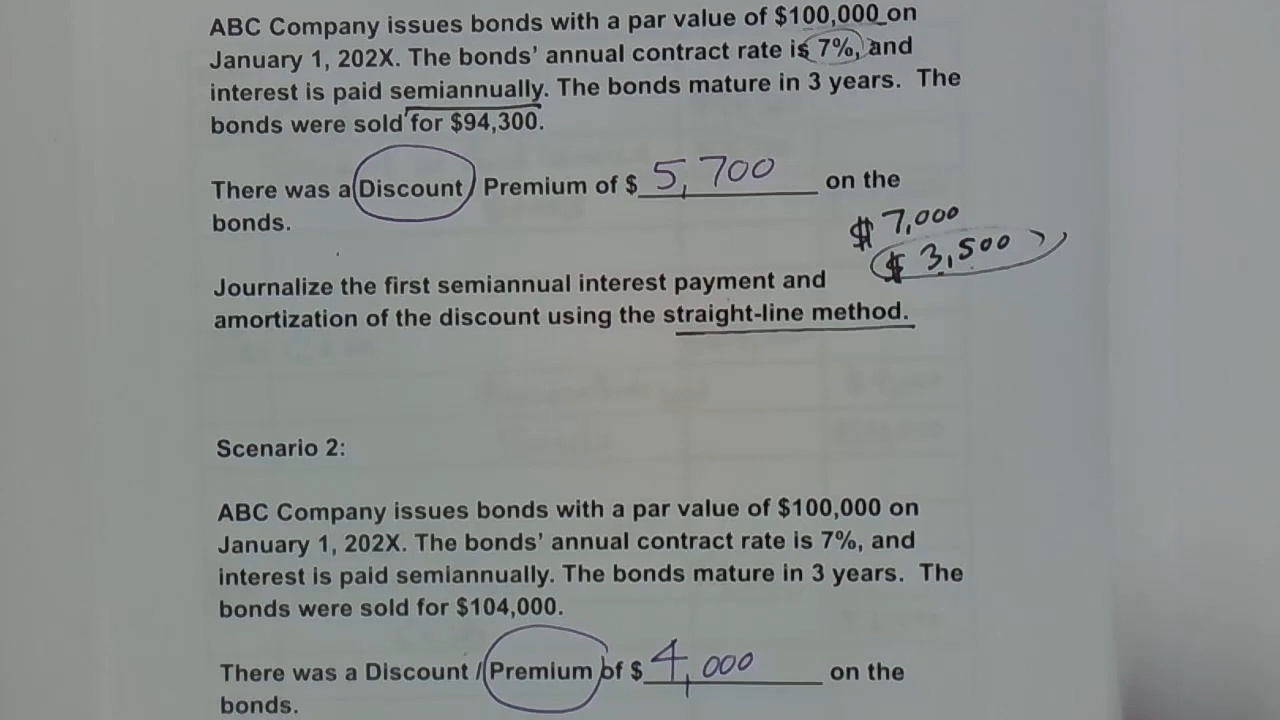 ABC Company issues bonds with a par value of $100,000 on
January 1, 202X. The bonds' annual contract rate is 7%, and
interest is paid semiannually. The bonds mature in 3 years. The
bonds were sold for $94,300.
There was a Discount / Premium of $ 5,700 on the
bonds.
$ 7,000
$ 3,500
Journalize the first semiannual interest payment and
amortization of the discount using the straight-line method.
Scenario 2:
ABC Company issues bonds with a par value of $100,000 on
January 1, 202X. The bonds' annual contract rate is 7%, and
interest is paid semiannually. The bonds mature in 3 years. The
bonds were sold for $104,000.
There was a Discount / Premium of $ 4,000 on the
bonds.